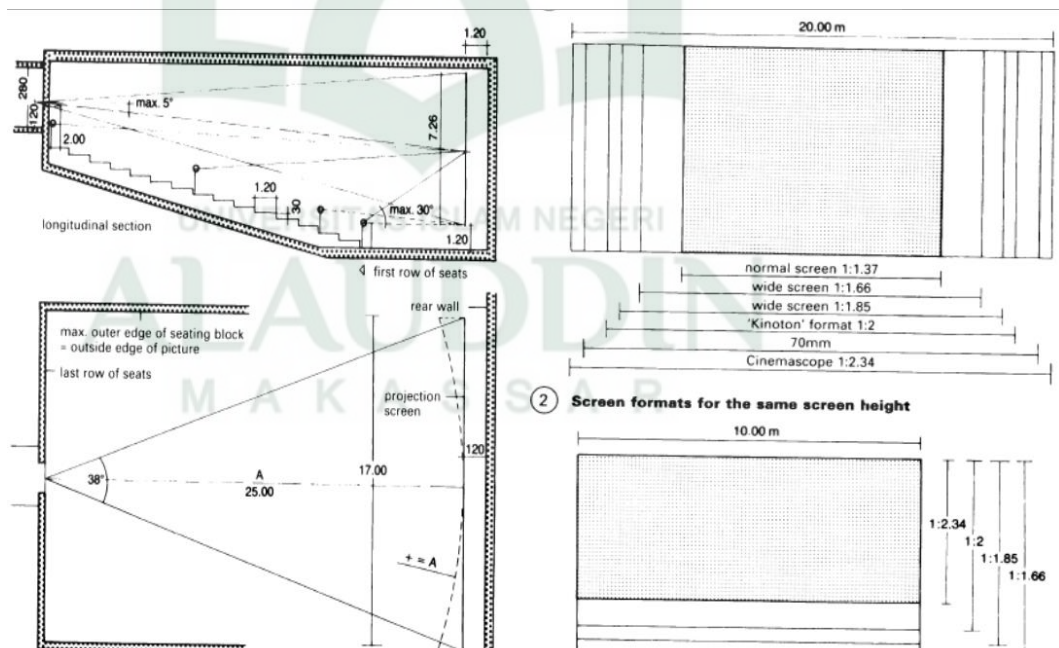 1.20
280
120
max. 5°
2.00
7.26
1.20
30
max. 30°
1.20
longitudinal section
first row of seats
UNIVERSITAS ISLAM NEGERI
ALAUDDIN
MAKASSAR
rear wall
max. outer edge of seating block
= outside edge of picture
last row of seats
projection
screen
120
38°
A
25.00
17.00
+ = A
20.00 m
normal screen 1:1.37
wide screen 1:1.66
wide screen 1:1.85
'Kinoton' format 1:2
70mm
Cinemascope 1:2.34
2 Screen formats for the same screen height
10.00 m
1:2.34
1:2
1:1.85
1:1.66